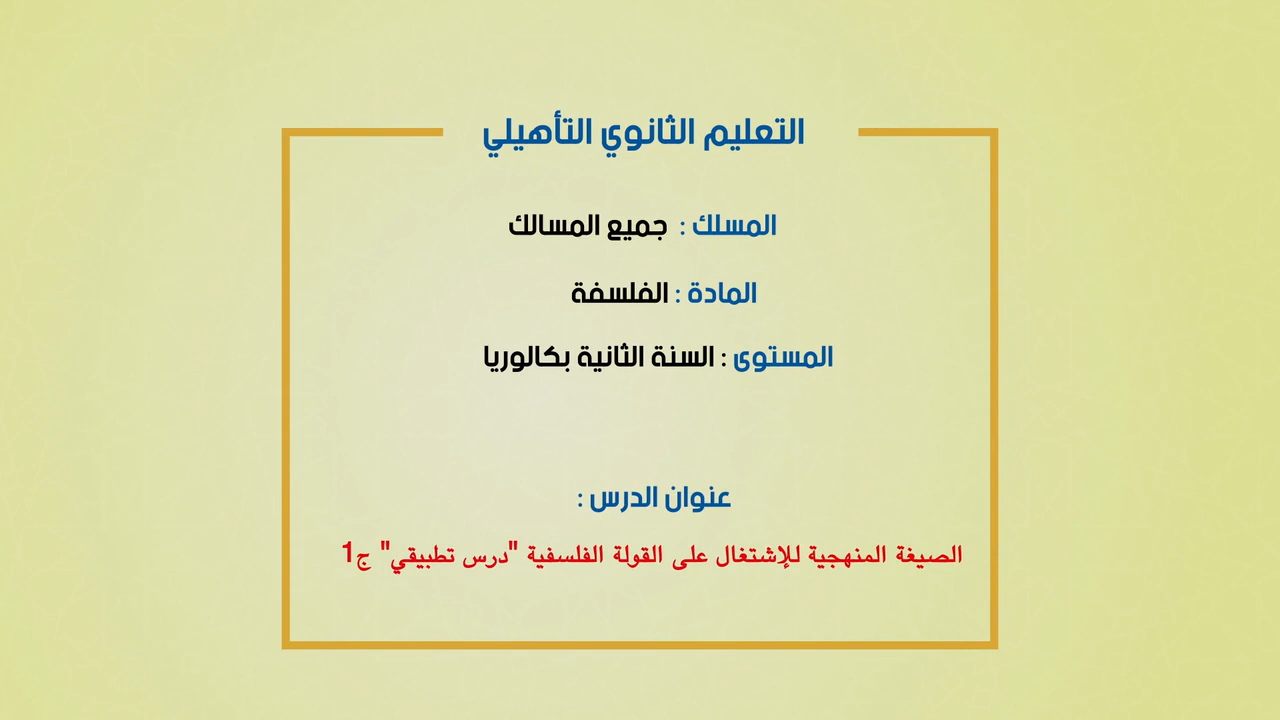 التعليم الثانوي التأهيلي
المسلك : جميع المسالك
المادة : الفلسفة
المستوى : السنة الثانية بكالوريا
عنوان الدرس :
الصيغة المنهجية للإشتغال على القولة الفلسفية "درس تطبيقي" ج1